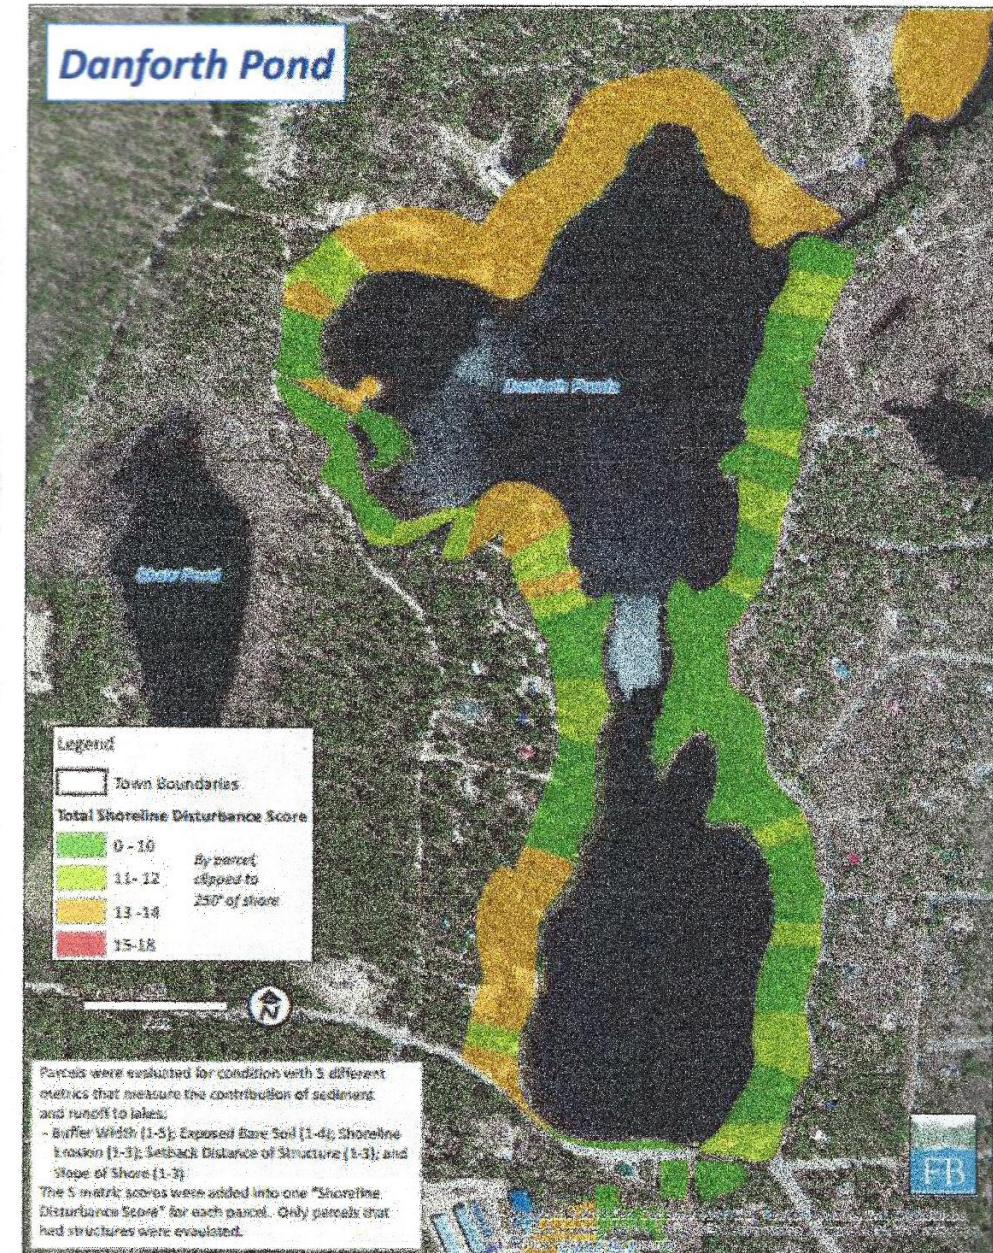 Danforth Pond
Danforth Ponds
Shaw Pond
Legend
Town Boundaries
Total Shoreline Disturbance Score
0 - 10
11 - 12
13 - 14
15-18
By parcel,
clipped to
250' of shore
N
Parcels were evaluated for condition with 5 different
metrics that measure the contribution of sediment
and runoff to lakes:
- Buffer Width (1-5); Exposed Bare Soil (1-4); Shoreline
Erosion (1-3); Setback Distance of Structure (1-3); and
Slope of Shore (1-3)
The 5 metric scores were added into one "Shoreline
Disturbance Score" for each parcel. Only parcels that
had structures were evaluated.
FB